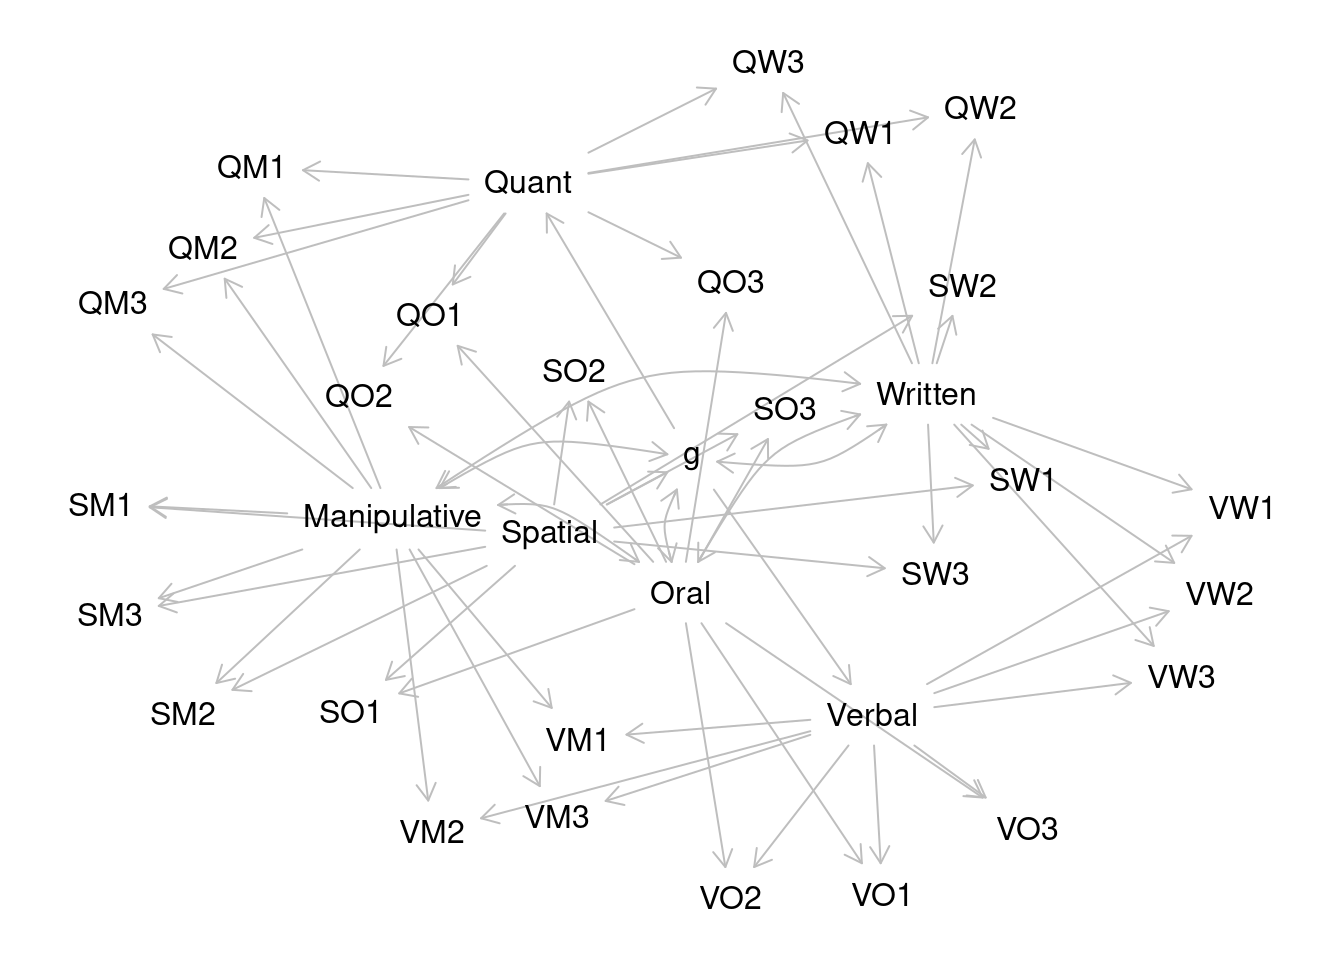 QW3
QW2
QW1
QM1
Quant
QM2
QO3
SW2
QM3
QO1
SO2
QO2
Written
SO3
g
SW1
SM1
VW1
Manipulative
Spatial
SW3
Oral
VW2
SM3
VW3
SM2
SO1
Verbal
VM1
VM3
VM2
VO3
VO2
VO1